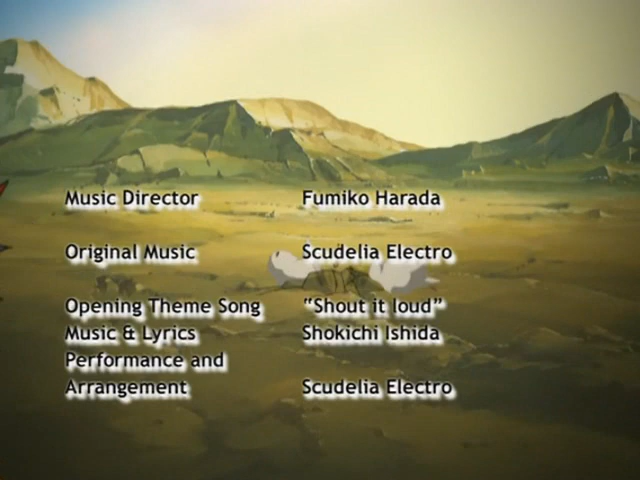 Music Director Fumiko Harada
Original Music Scudelia Electro
Opening Theme Song “Shout it loud”
Music & Lyrics Shokichi Ishida
Performance and
Arrangement Scudelia Electro